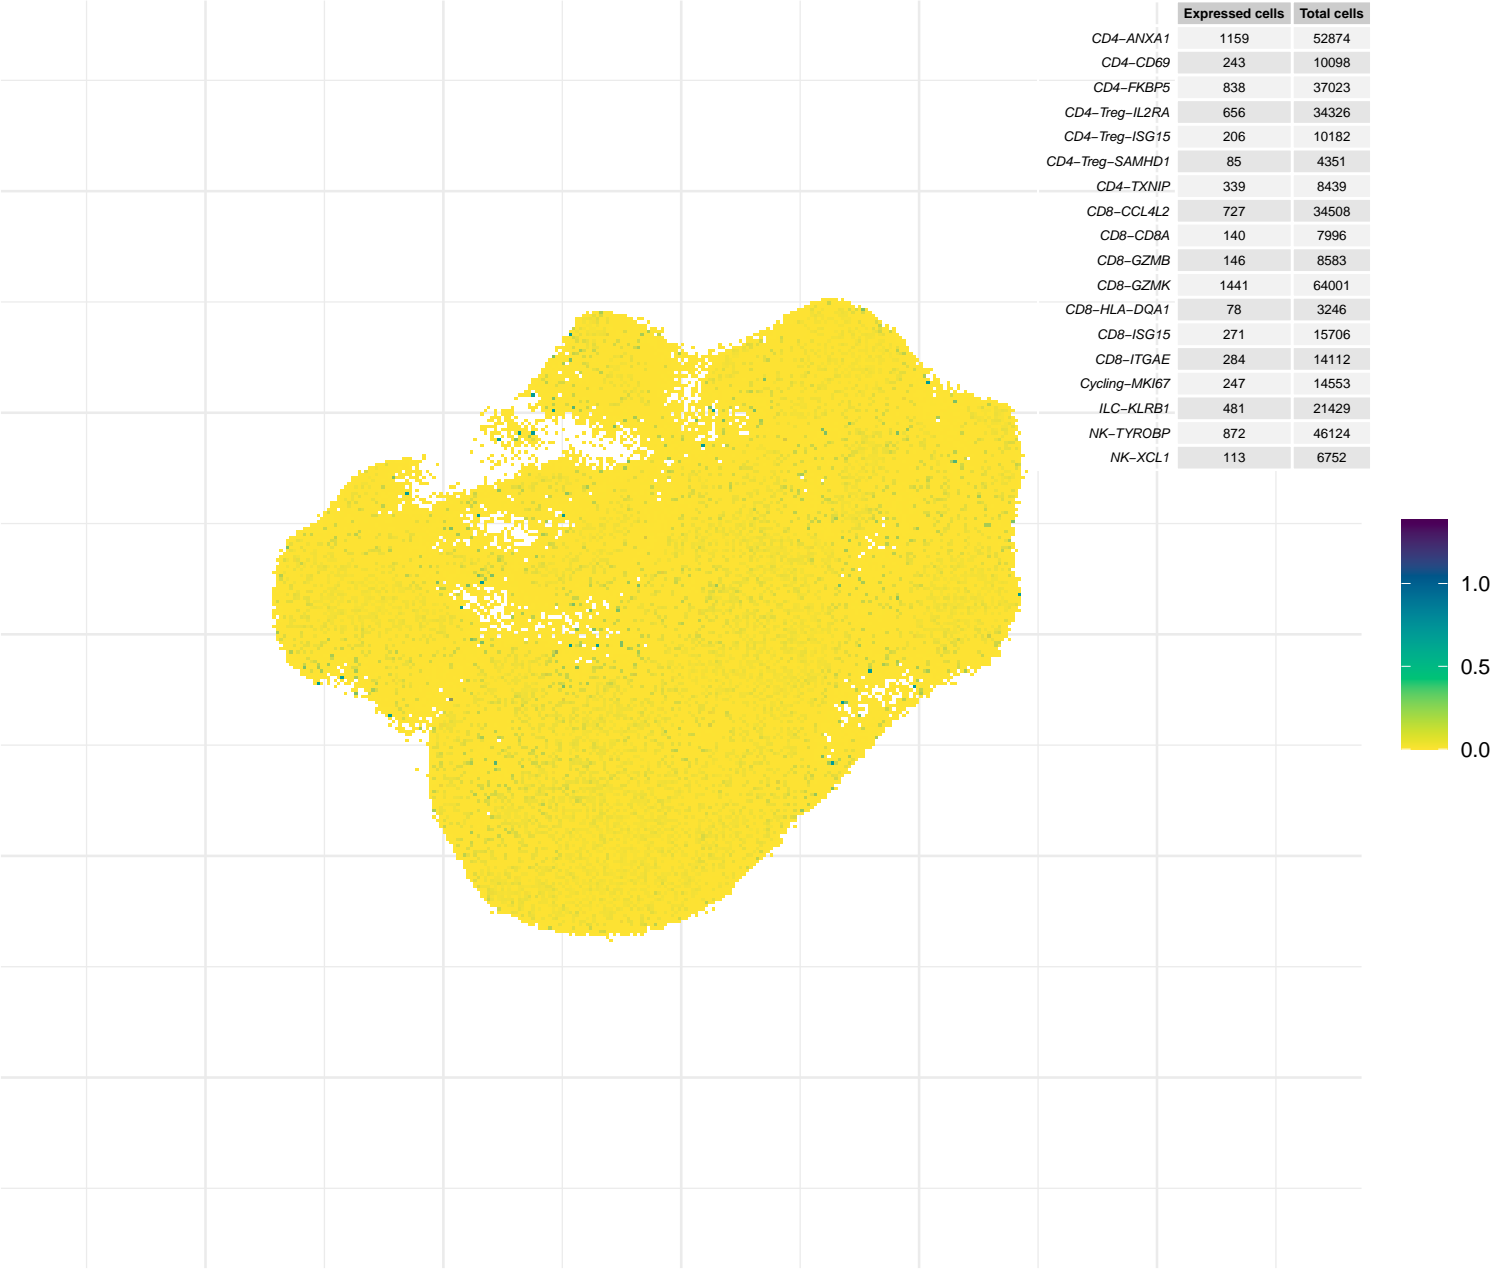 Expressed cells Total cells
CD4−ANXA1 1159 52874
CD4−CD69 243 10098
CD4−FKBP5 838 37023
CD4−Treg−IL2RA 656 34326
CD4−Treg−ISG15 206 10182
CD4−Treg−SAMHD1 85 4351
CD4−TXNIP 339 8439
CD8−CCL4L2 727 34508
CD8−CD8A 140 7996
CD8−GZMB 146 8583
CD8−GZMK 1441 64001
CD8−HLA−DQA1 78 3246
CD8−ISG15 271 15706
CD8−ITGAE 284 14112
Cycling−MKI67 247 14553
ILC−KLRB1 481 21429
NK−TYROBP 872 46124
NK−XCL1 113 6752
1.0
0.5
0.0